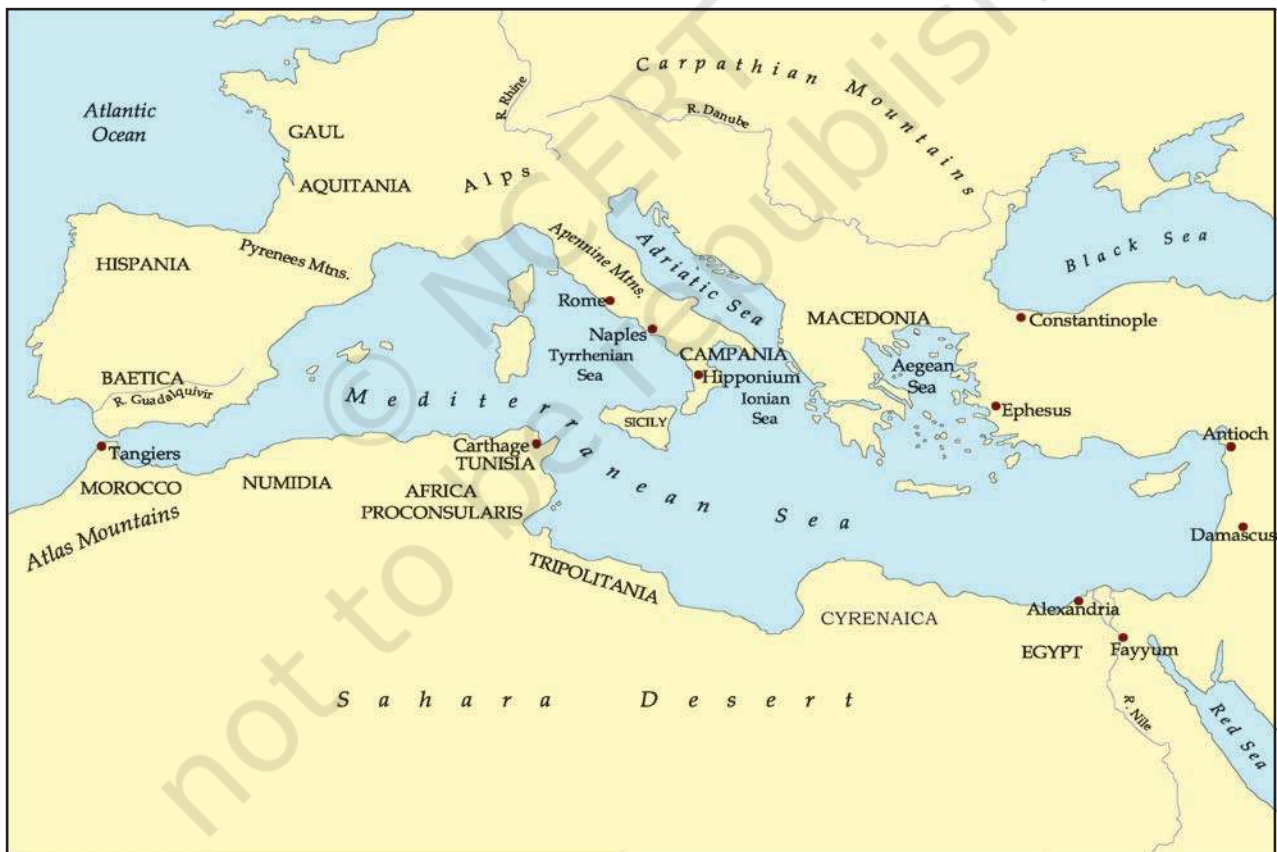 © NCERT
not to be republish
Carpathian Mountains
R. Rhine
R. Danube
Atlantic
Ocean
GAUL
AQUITANIA
Alps
Pyrenees Mtns.
HISPANIA
Apennine Mtns.
Adriatic Sea
Black Sea
Rome
Naples
Tyrrhenian
Sea
CAMPANIA
Hipponium
Ionian
Sea
MACEDONIA
Constantinople
Aegean
Sea
Ephesus
BAETICA
R. Guadalquivir
Mediterranean Sea
SICILY
Tangiers
MOROCCO
Atlas Mountains
NUMIDIA
Carthage
TUNISIA
AFRICA
PROCONSULARIS
Antioch
Damascus
TRIPOLITANIA
CYRENAICA
Alexandria
EGYPT
Fayyum
R. Nile
Red Sea
Sahara Desert